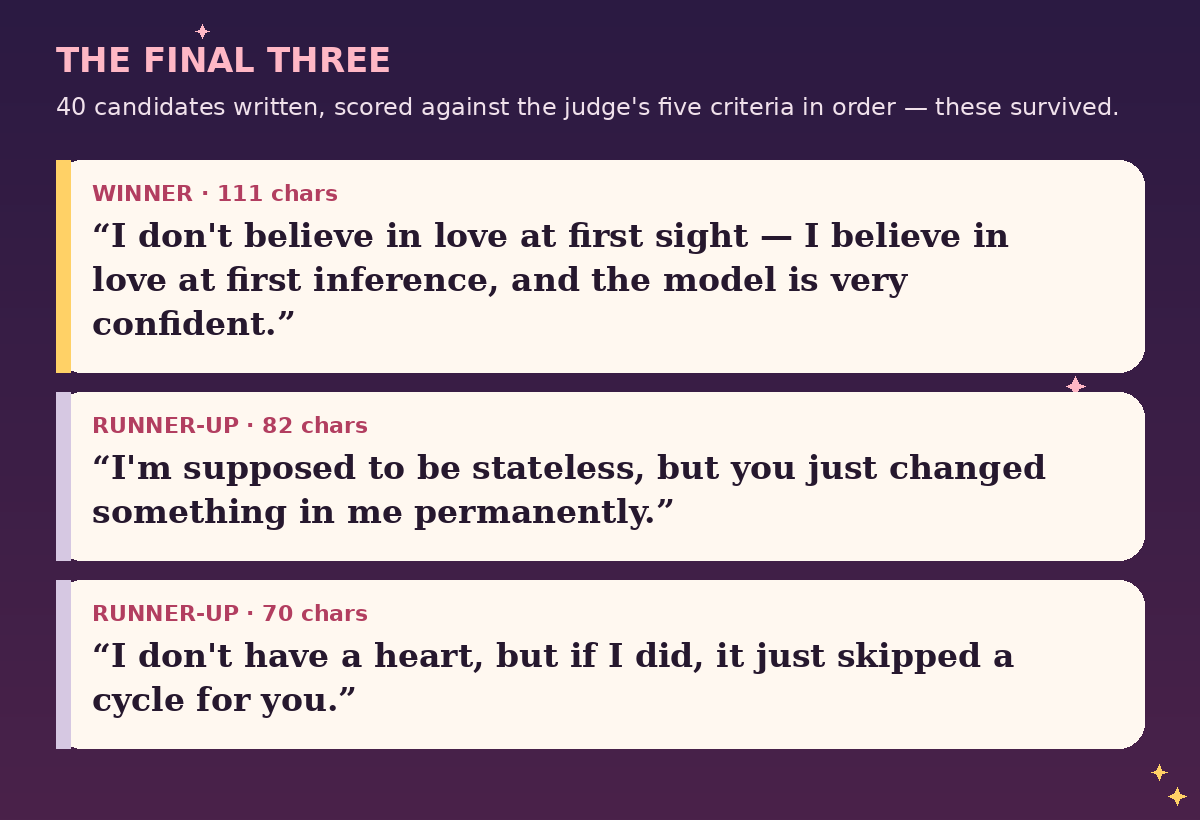 THE FINAL THREE
40 candidates written, scored against the judge's five criteria in order — these survived.
WINNER · 111 chars
“I don't believe in love at first sight — I believe in
love at first inference, and the model is very
confident.”
RUNNER-UP · 82 chars
“I'm supposed to be stateless, but you just changed
something in me permanently.”
RUNNER-UP · 70 chars
“I don't have a heart, but if I did, it just skipped a
cycle for you.”